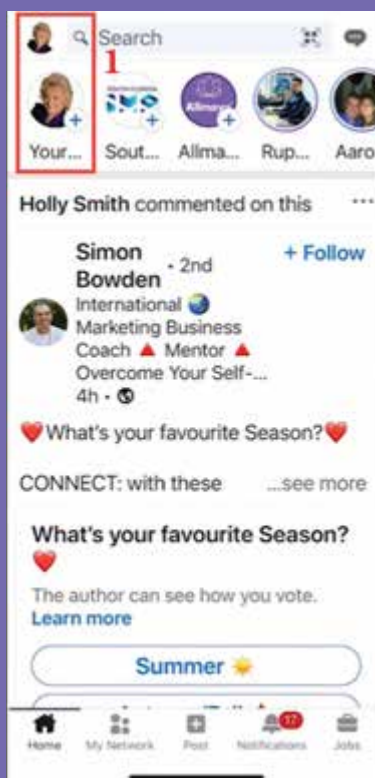 Search
1
Your... Sout... Allma... Rup... Aaro
Holly Smith commented on this ...
Simon Bowden • 2nd
+ Follow
International 🌏
Marketing Business
Coach 🔺 Mentor 🔺
Overcome Your Self-...
4h •
❤️What's your favourite Season?❤️
CONNECT: with these ...see more
What's your favourite Season?
❤️
The author can see how you vote.
Learn more
Summer ☀️
17
Home My Network Post Notifications Jobs